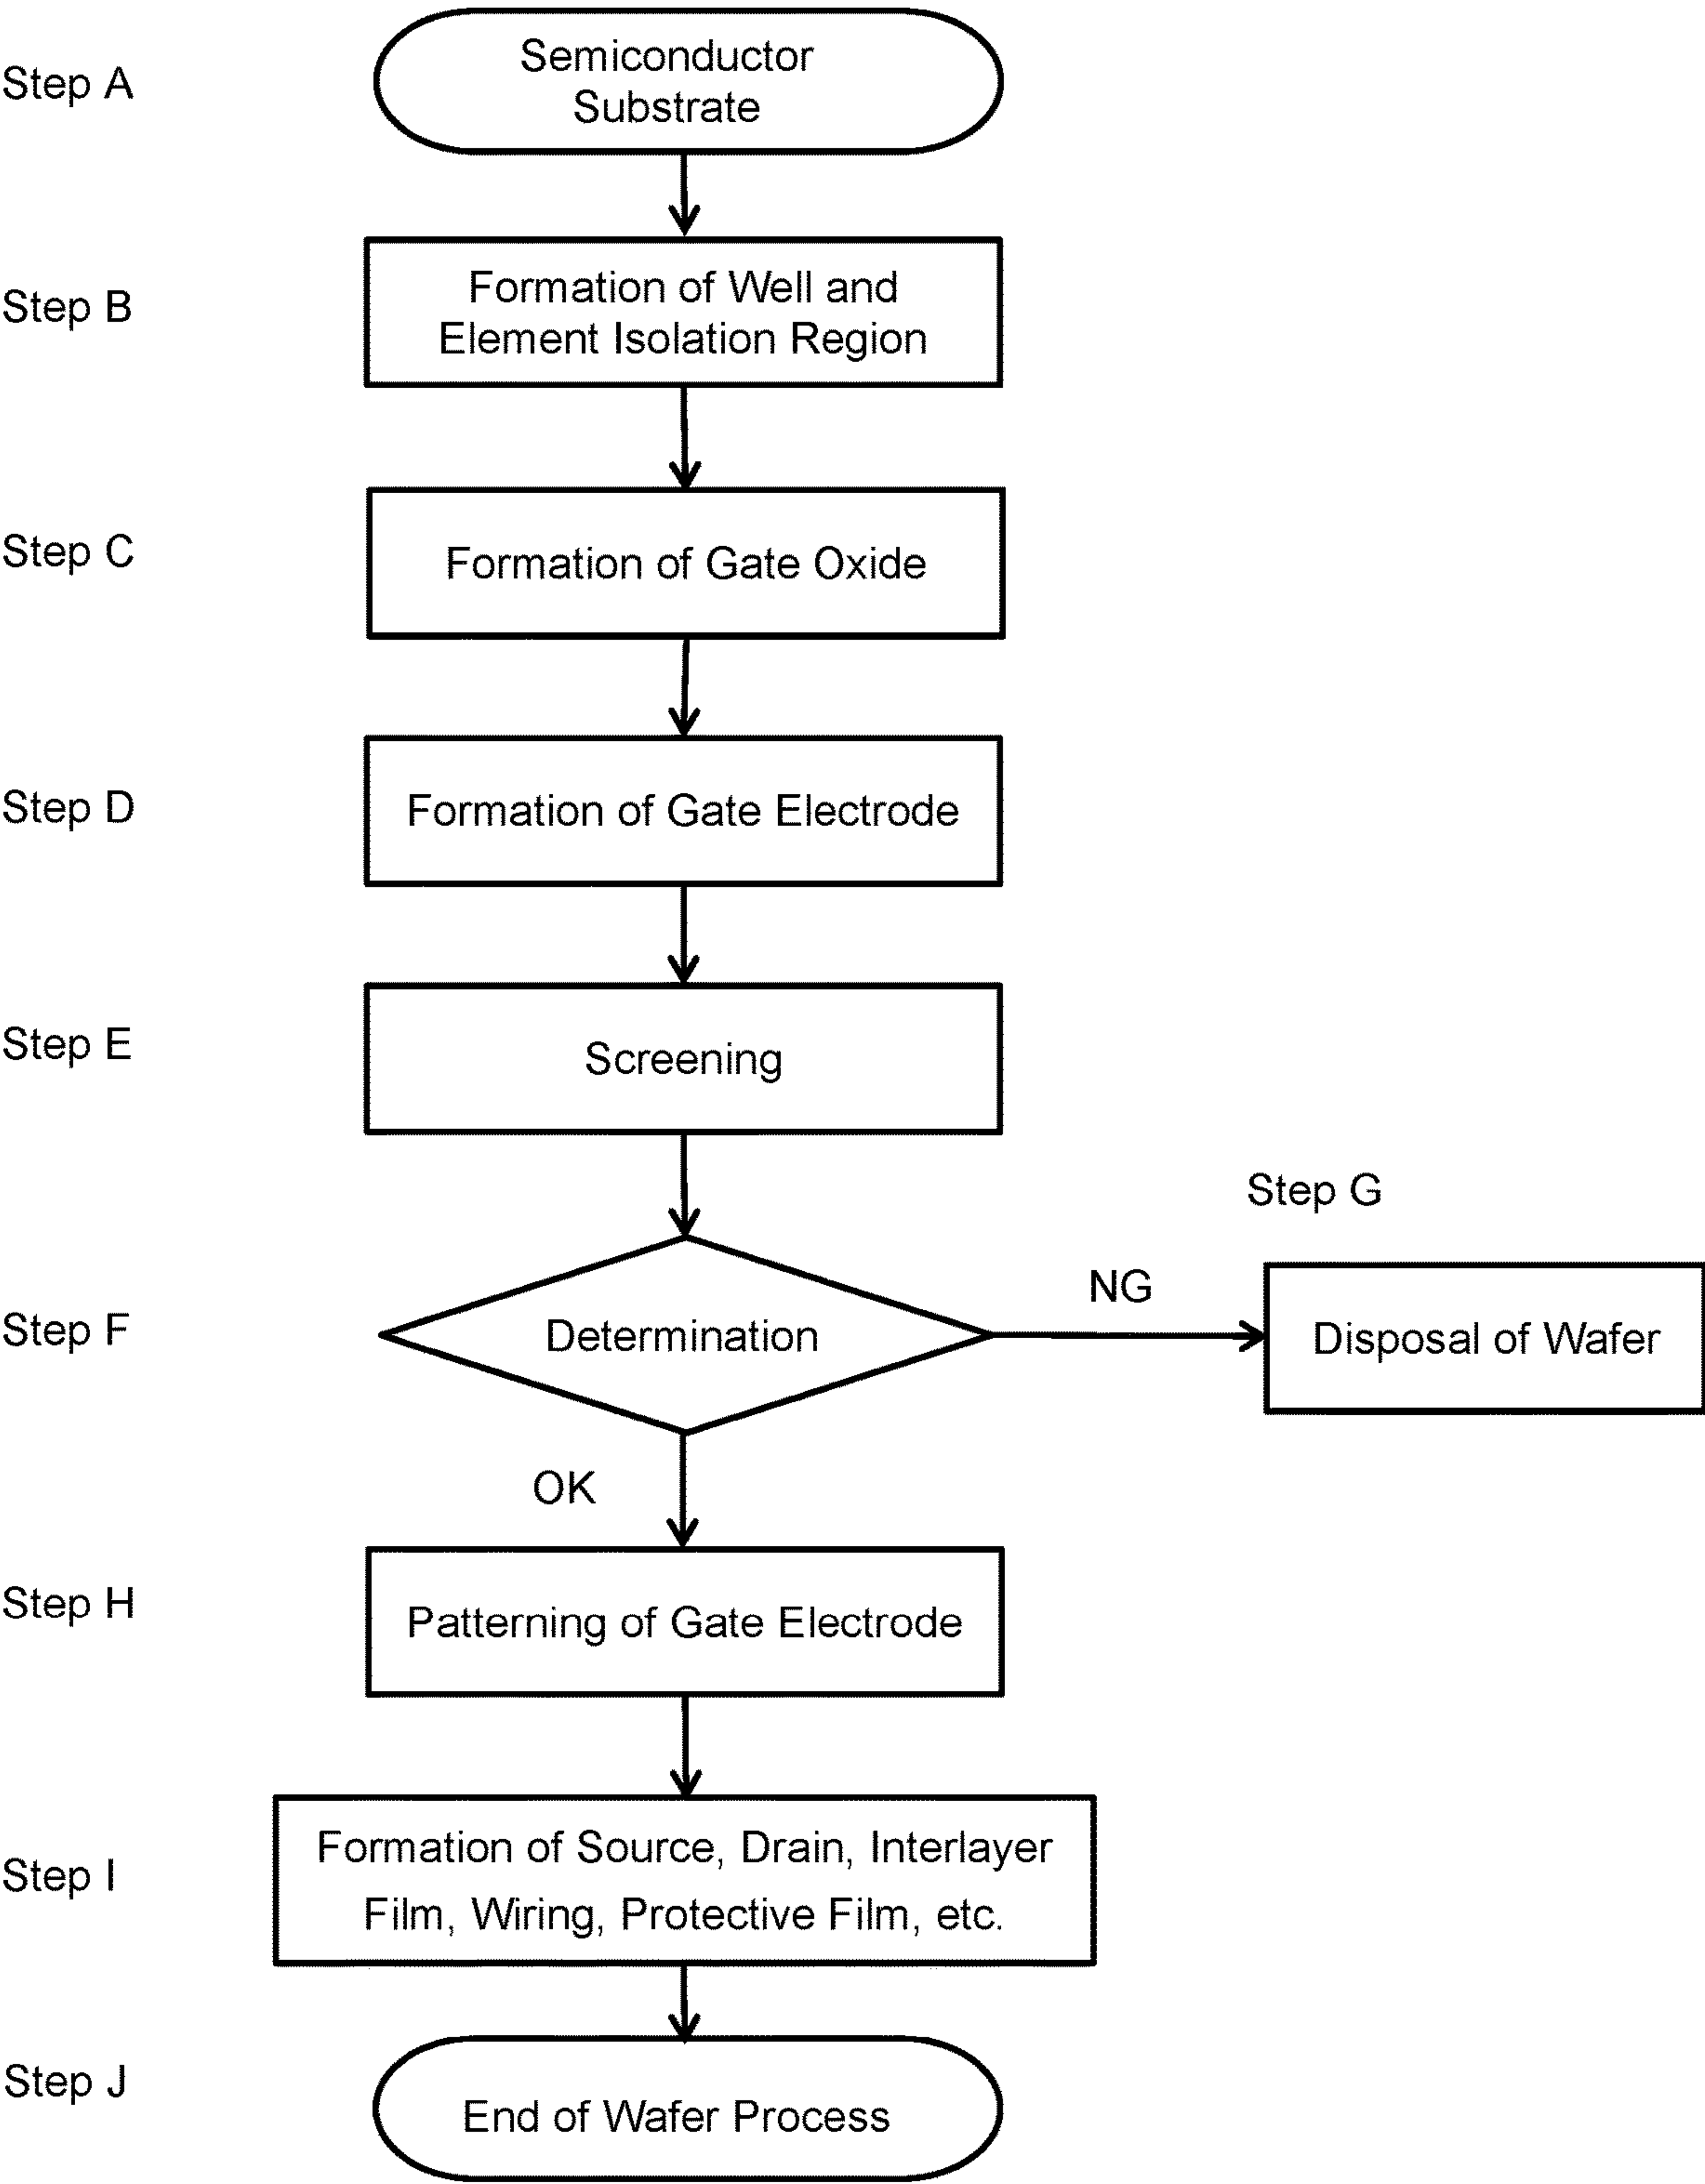 Step A
Semiconductor
Substrate
Step B
Formation of Well and
Element Isolation Region
Step C
Formation of Gate Oxide
Step D
Formation of Gate Electrode
Step E
Screening
Step F
Determination
NG
Step G
Disposal of Wafer
OK
Step H
Patterning of Gate Electrode
Step I
Formation of Source, Drain, Interlayer
Film, Wiring, Protective Film, etc.
Step J
End of Wafer Process